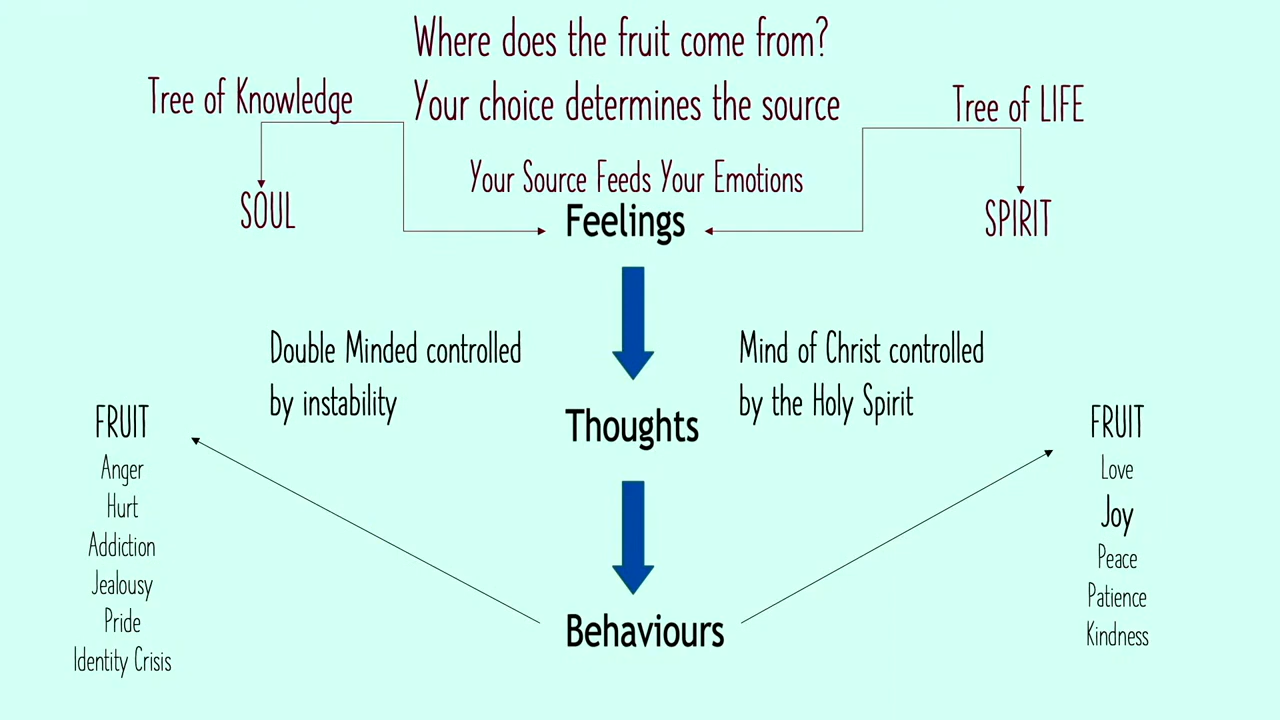 Where does the fruit come from?
Tree of Knowledge
Your choice determines the source
Tree of LIFE
Your Source Feeds Your Emotions
SOUL
Feelings
SPIRIT
Double Minded controlled
by instability
Mind of Christ controlled
by the Holy Spirit
Thoughts
FRUIT
Anger
Hurt
Addiction
Jealousy
Pride
Identity Crisis
FRUIT
Love
Joy
Peace
Patience
Kindness
Behaviours